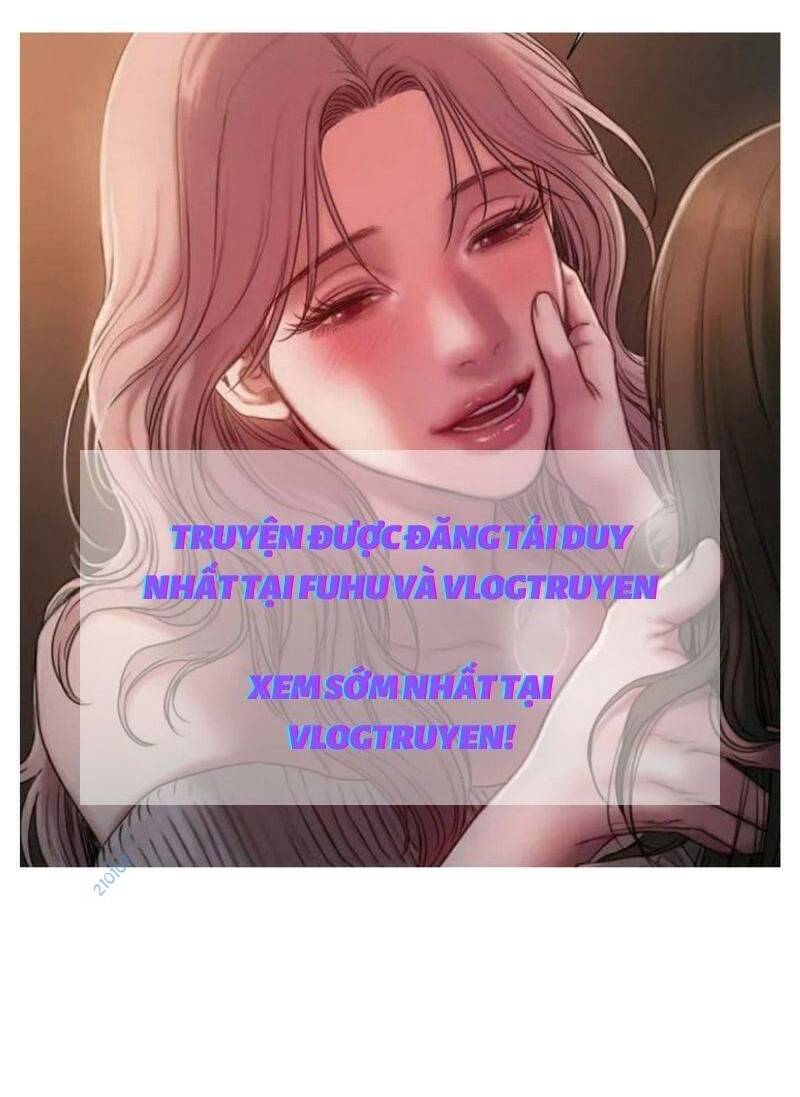 TRUYỆN ĐƯỢC ĐĂNG TẢI DUY
NHẤT TẠI FUHU VÀ VLOGTRUYEN
XEM SỚM NHẤT TẠI
VLOGTRUYEN!